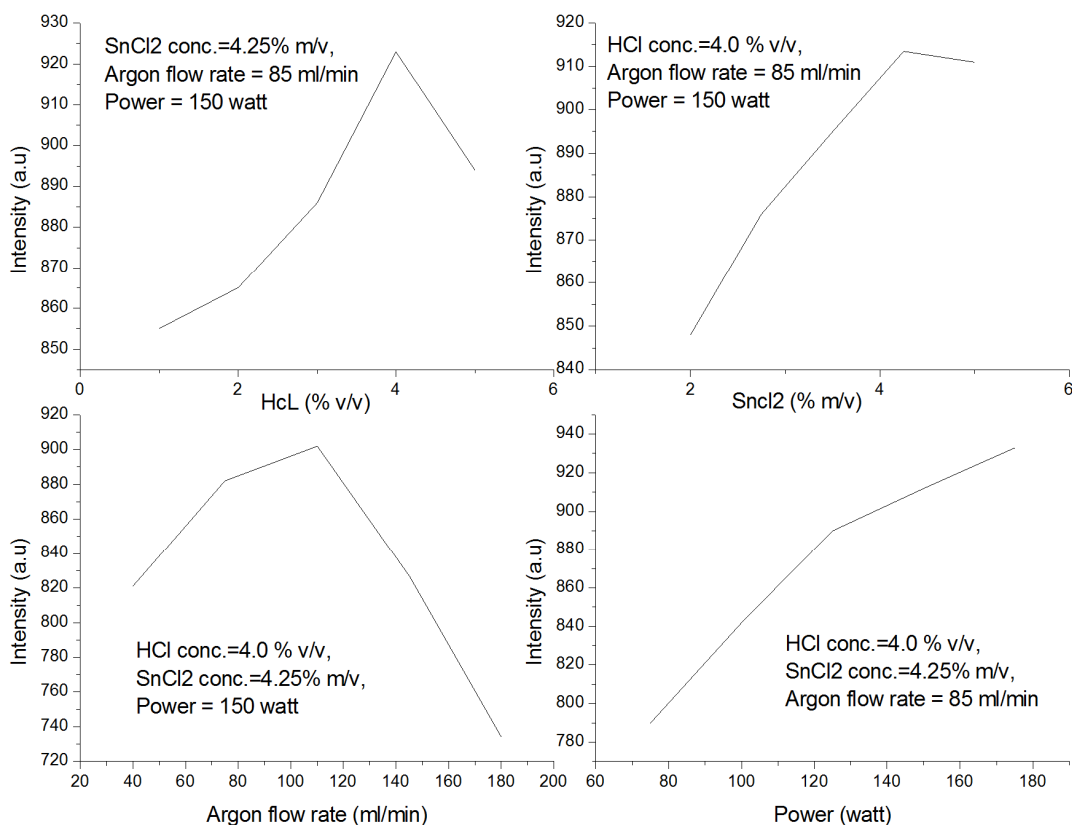 930
920
910
900
890
880
870
860
850
Intensity (a.u)
SnCl2 conc.=4.25% m/v,
Argon flow rate = 85 ml/min
Power = 150 watt
0 2 4 6
HcL (% v/v)
920
910
900
890
880
870
860
850
840
Intensity (a.u)
HCl conc.=4.0 % v/v,
Argon flow rate = 85 ml/min
Power = 150 watt
2 4 6
Sncl2 (% m/v)
920
900
880
860
840
820
800
780
760
740
720
Intensity (a.u)
HCl conc.=4.0 % v/v,
SnCl2 conc.=4.25% m/v,
Power = 150 watt
20 40 60 80 100 120 140 160 180 200
Argon flow rate (ml/min)
940
920
900
880
860
840
820
800
780
Intensity (a.u)
HCl conc.=4.0 % v/v,
SnCl2 conc.=4.25% m/v,
Argon flow rate = 85 ml/min
60 80 100 120 140 160 180
Power (watt)